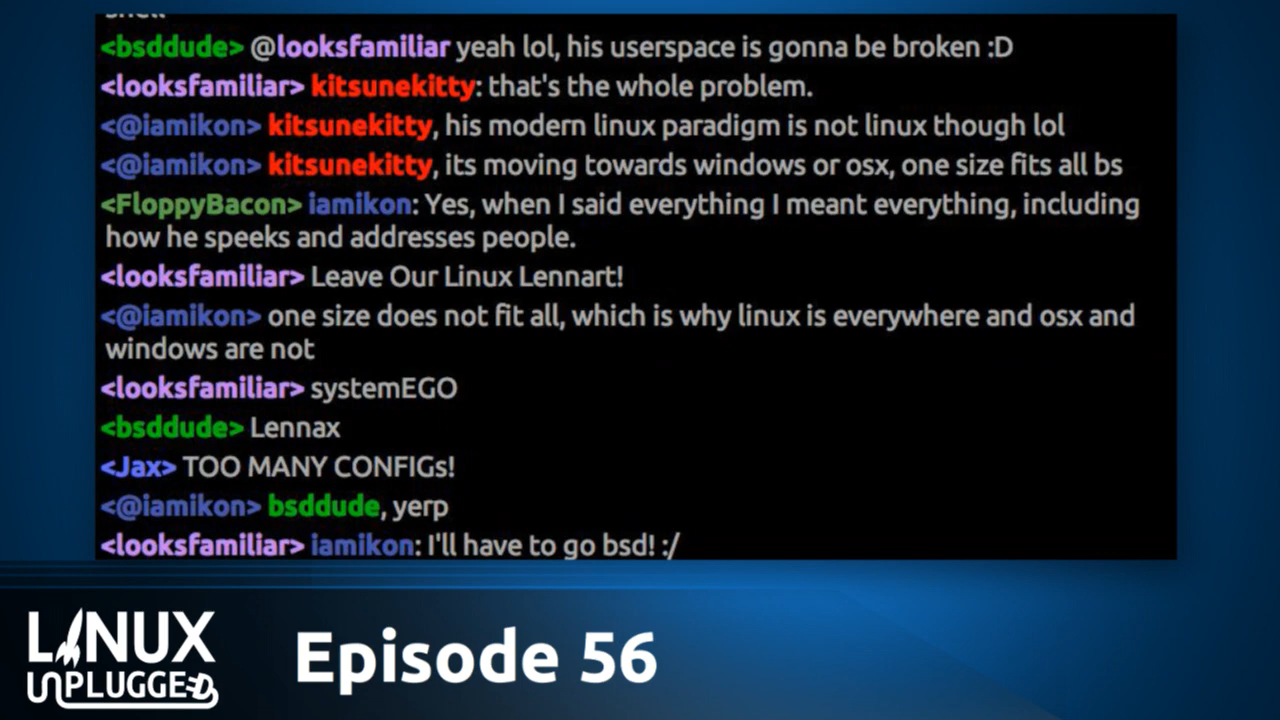 shell
<bsddude> @looksfamiliar yeah lol, his userspace is gonna be broken :D
<looksfamiliar> kitsunekitty: that's the whole problem.
<@iamikon> kitsunekitty, his modern linux paradigm is not linux though lol
<@iamikon> kitsunekitty, its moving towards windows or osx, one size fits all bs
<FloppyBacon> iamikon: Yes, when I said everything I meant everything, including
how he speeks and addresses people.
<looksfamiliar> Leave Our Linux Lennart!
<@iamikon> one size does not fit all, which is why linux is everywhere and osx and
windows are not
<looksfamiliar> systemEGO
<bsddude> Lennax
<Jax> TOO MANY CONFIGs!
<@iamikon> bsddude, yerp
<looksfamiliar> iamikon: I'll have to go bsd! :/
LINUX
UNPLUGGED
Episode 56